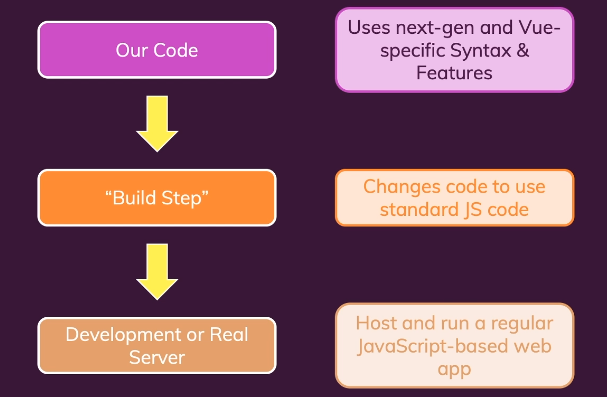 Our Code
Uses next-gen and Vue-
specific Syntax &
Features
“Build Step”
Changes code to use
standard JS code
Development or Real
Server
Host and run a regular
JavaScript-based web
app